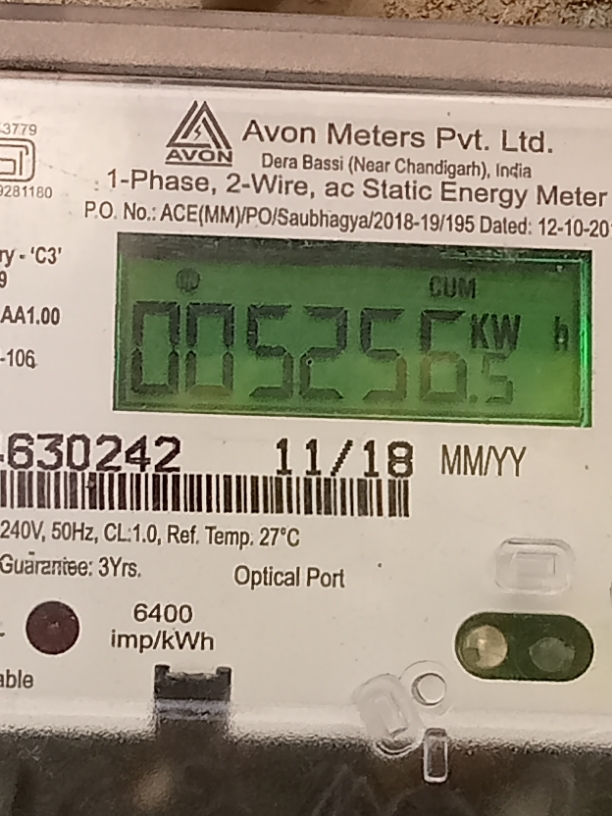 3779
9281180
AVON
Avon Meters Pvt. Ltd.
Dera Bassi (Near Chandigarh), India
1-Phase, 2-Wire, ac Static Energy Meter
P.O. No.: ACE(MM)/PO/Saubhagya/2018-19/195 Dated: 12-10-20
ry - 'C3'
9
AA1.00
-106
CUM
005256.5 KW h
630242 11/18 MM/YY
240V, 50Hz, CL:1.0, Ref. Temp. 27°C
Guarantee: 3Yrs.
Optical Port
6400
imp/kWh
able